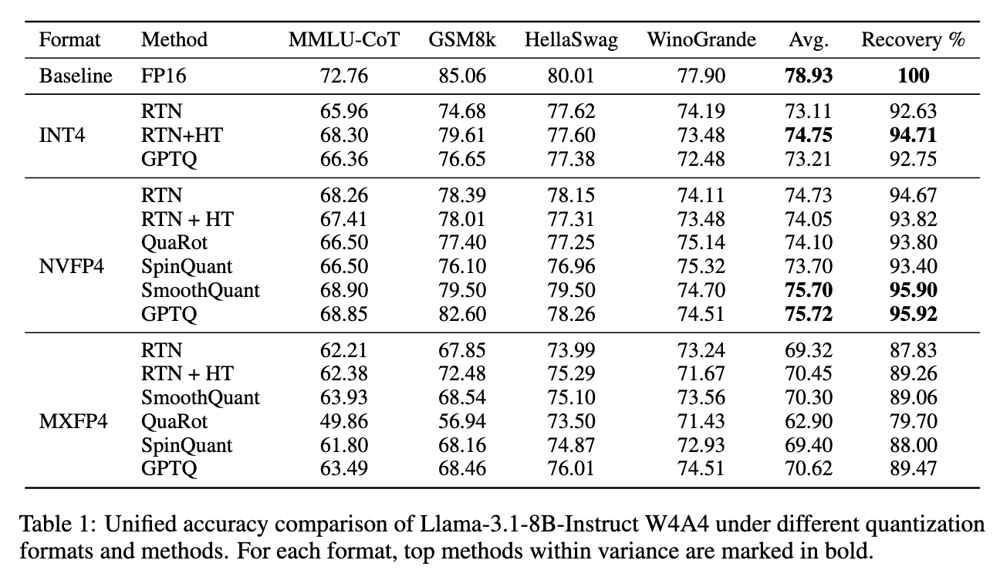 Format Method MMLU-CoT GSM8k HellaSwag WinoGrande Avg. Recovery %
Baseline FP16 72.76 85.06 80.01 77.90 78.93 100
RTN 65.96 74.68 77.62 74.19 73.11 92.63
INT4 RTN+HT 68.30 79.61 77.60 73.48 74.75 94.71
GPTQ 66.36 76.65 77.38 72.48 73.21 92.75
RTN 68.26 78.39 78.15 74.11 74.73 94.67
RTN + HT 67.41 78.01 77.31 73.48 74.05 93.82
QuaRot 66.50 77.40 77.25 75.14 74.10 93.80
NVFP4 SpinQuant 66.50 76.10 76.96 75.32 73.70 93.40
SmoothQuant 68.90 79.50 79.50 74.70 75.70 95.90
GPTQ 68.85 82.60 78.26 74.51 75.72 95.92
RTN 62.21 67.85 73.99 73.24 69.32 87.83
RTN + HT 62.38 72.48 75.29 71.67 70.45 89.26
SmoothQuant 63.93 68.54 75.10 73.56 70.30 89.06
MXFP4 QuaRot 49.86 56.94 73.50 71.43 62.90 79.70
SpinQuant 61.80 68.16 74.87 72.93 69.40 88.00
GPTQ 63.49 68.46 76.01 74.51 70.62 89.47
Table 1: Unified accuracy comparison of Llama-3.1-8B-Instruct W4A4 under different quantization
formats and methods. For each format, top methods within variance are marked in bold.